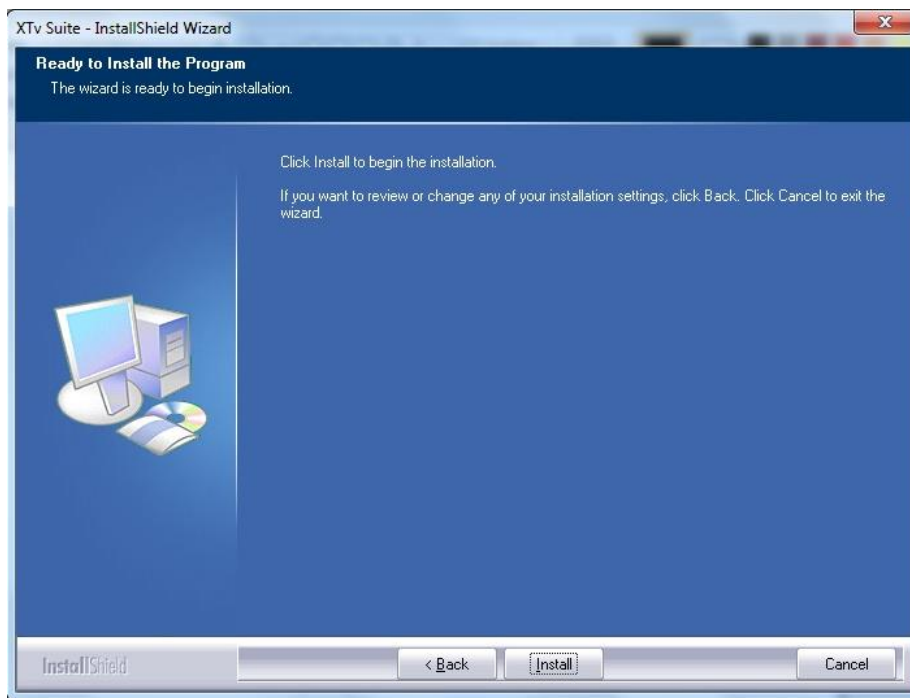 XTv Suite - InstallShield Wizard
Ready to Install the Program
The wizard is ready to begin installation.
Click Install to begin the installation.
If you want to review or change any of your installation settings, click Back. Click Cancel to exit the
wizard.
InstallShield
< Back
Install
Cancel